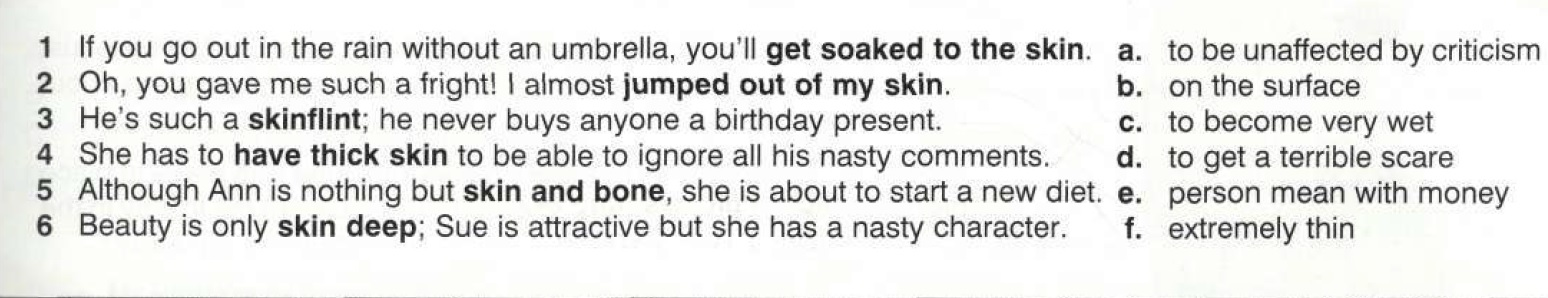 1 If you go out in the rain without an umbrella, you'll get soaked to the skin. a. to be unaffected by criticism
2 Oh, you gave me such a fright! I almost jumped out of my skin. b. on the surface
3 He's such a skinflint; he never buys anyone a birthday present. c. to become very wet
4 She has to have thick skin to be able to ignore all his nasty comments. d. to get a terrible scare
5 Although Ann is nothing but skin and bone, she is about to start a new diet. e. person mean with money
6 Beauty is only skin deep; Sue is attractive but she has a nasty character. f. extremely thin